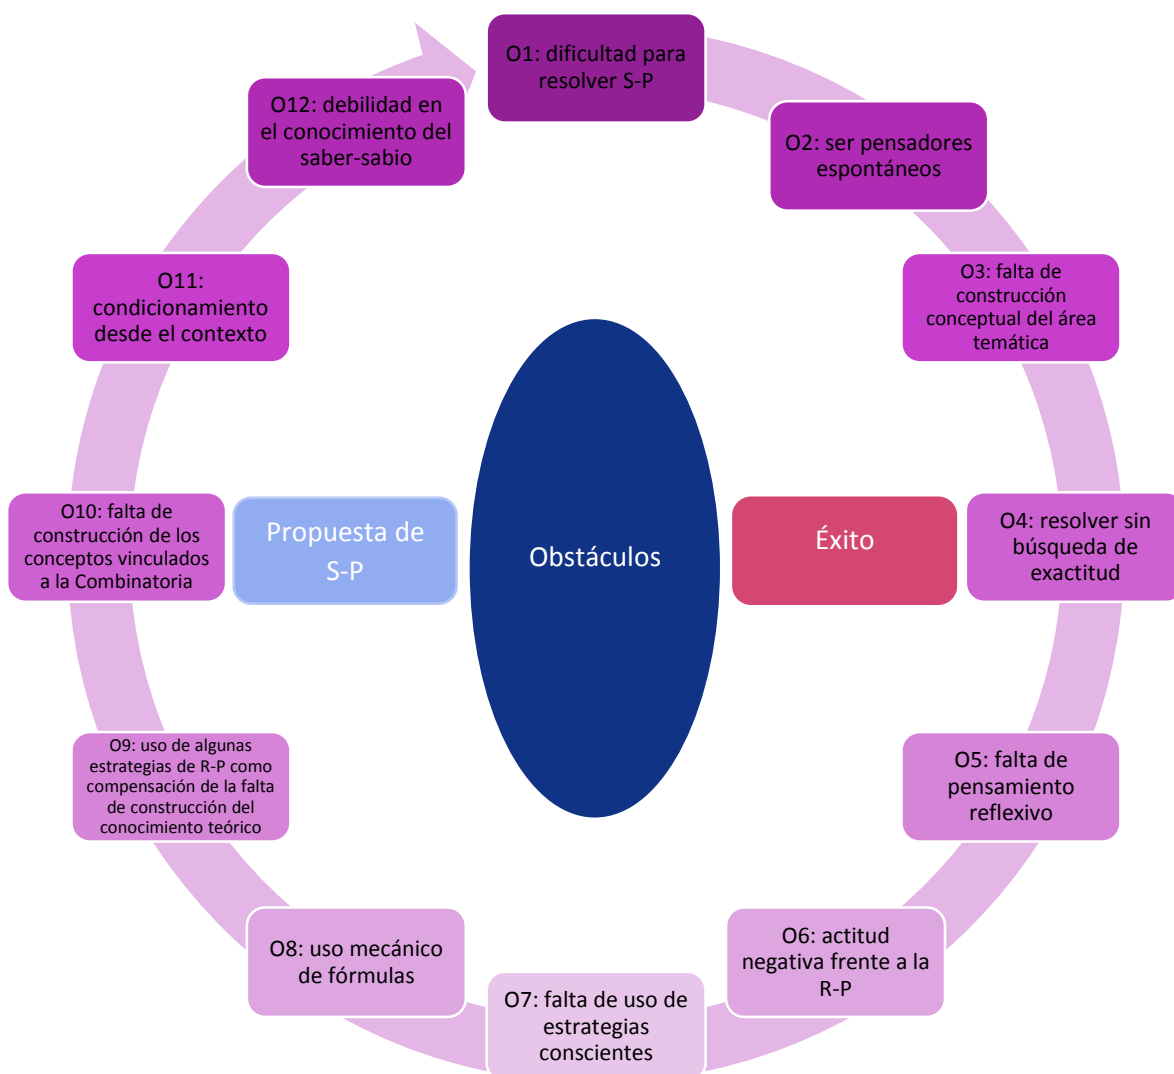 O1: dificultad para
resolver S-P
O2: ser pensadores
espontáneos
O3: falta de
construcción
conceptual del área
temática
O4: resolver sin
búsqueda de
exactitud
O5: falta de
pensamiento
reflexivo
O6: actitud
negativa frente a la
R-P
O7: falta de uso de
estrategias
conscientes
O8: uso mecánico
de fórmulas
O9: uso de algunas
estrategias de R-P como
compensación de la falta
de construcción del
conocimiento teórico
O10: falta de
construcción de los
conceptos vinculados
a la Combinatoria
O11:
condicionamiento
desde el contexto
O12: debilidad en
el conocimiento del
saber-sabio
Propuesta de
S-P
Obstáculos
Éxito